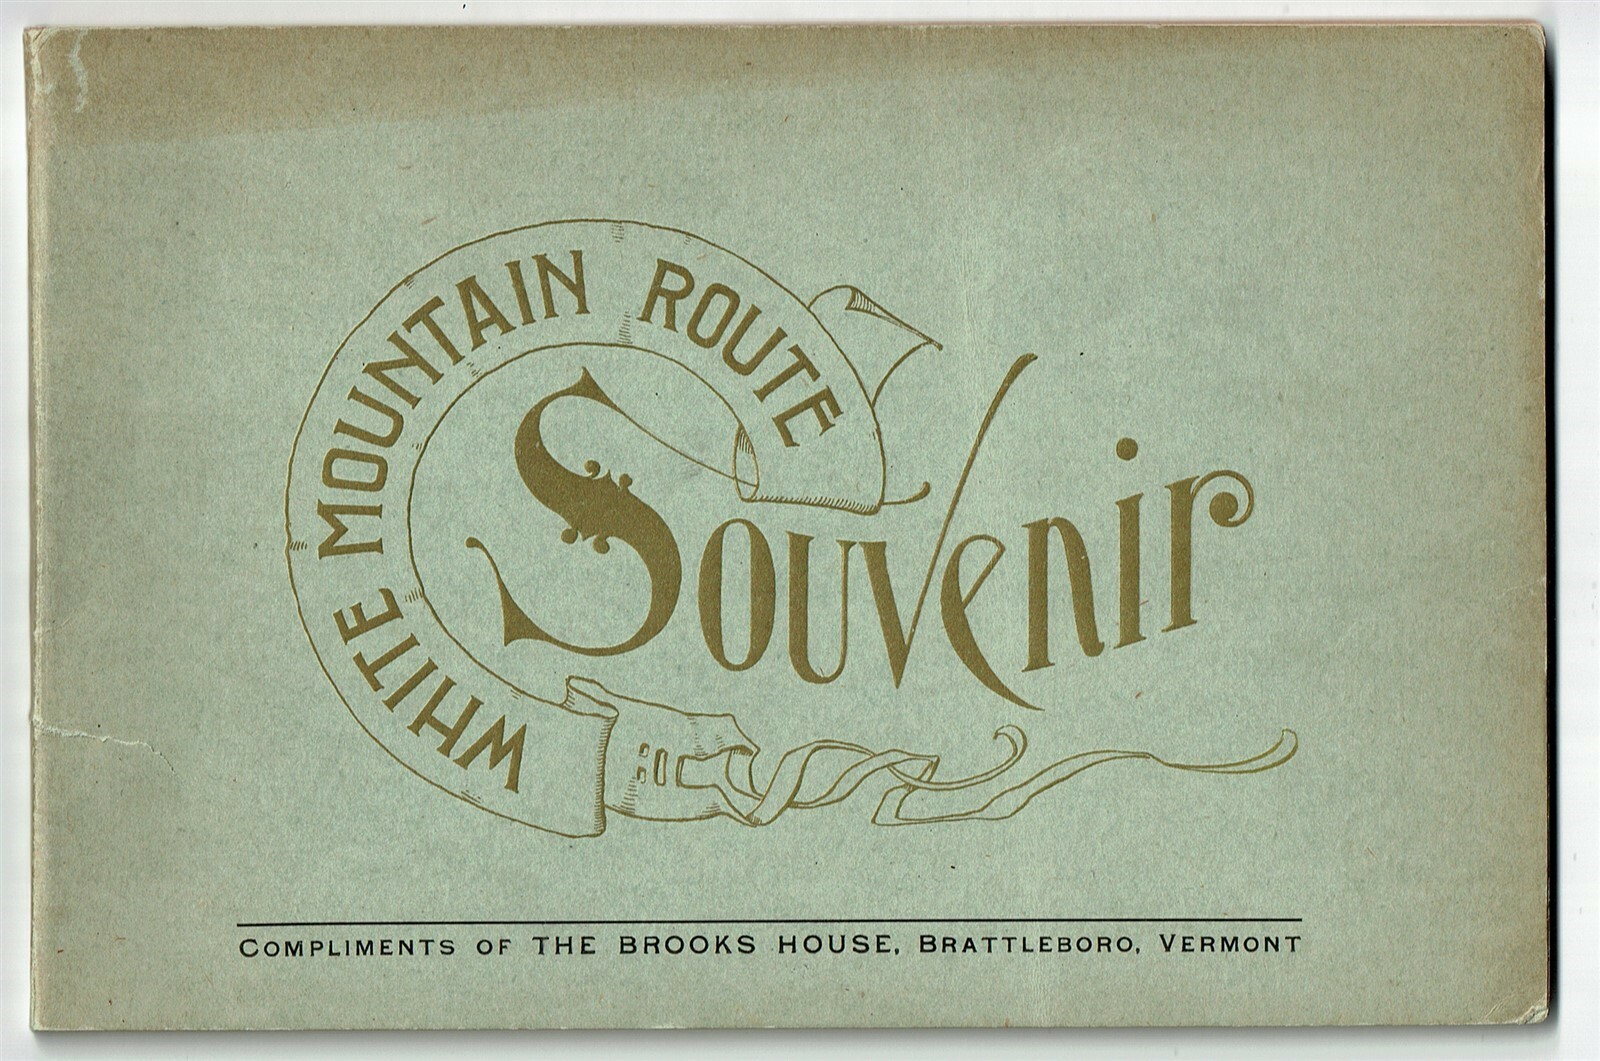 WHITE MOUNTAIN ROUTE
Souvenir
COMPLIMENTS OF THE BROOKS HOUSE, BRATTLEBORO, VERMONT